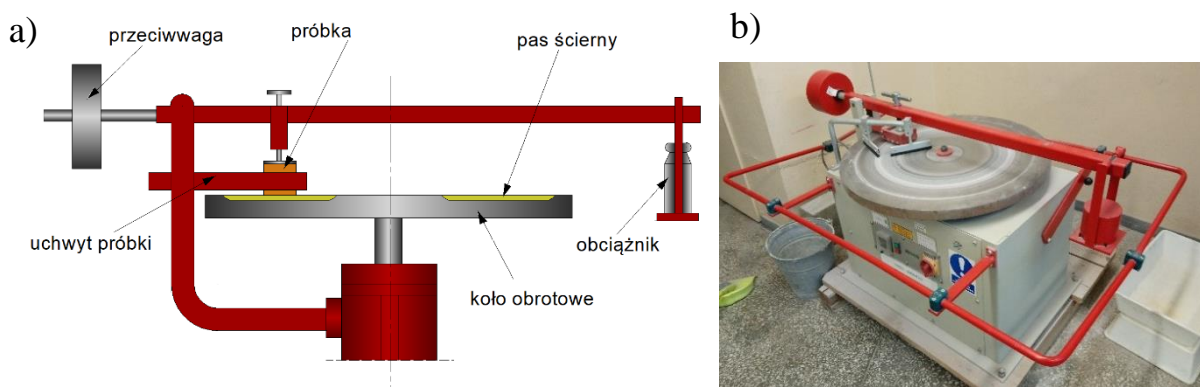 a)
przeciwwaga
próbka
pas ścierny
uchwyt próbki
obciążnik
koło obrotowe
b)